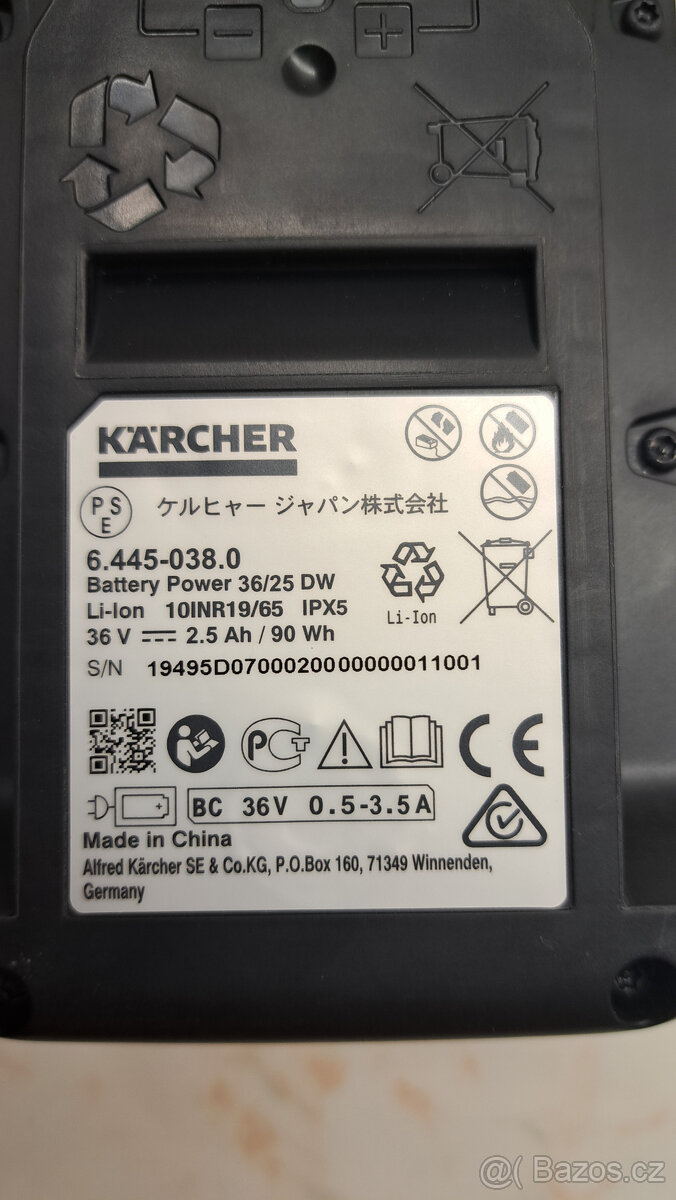 KÄRCHER
PSE ケルヒャー ジャパン株式会社
6.445-038.0
Battery Power 36/25 DW
Li-Ion 10INR19/65 IPX5
36 V 2.5 Ah / 90 Wh
Li-Ion
S/N 19495D0700020000000011001
PCT CE
BC 36V 0.5-3.5A
Made in China
Alfred Kärcher SE & Co.KG, P.O.Box 160, 71349 Winnenden,
Germany
@( Bazos.cz